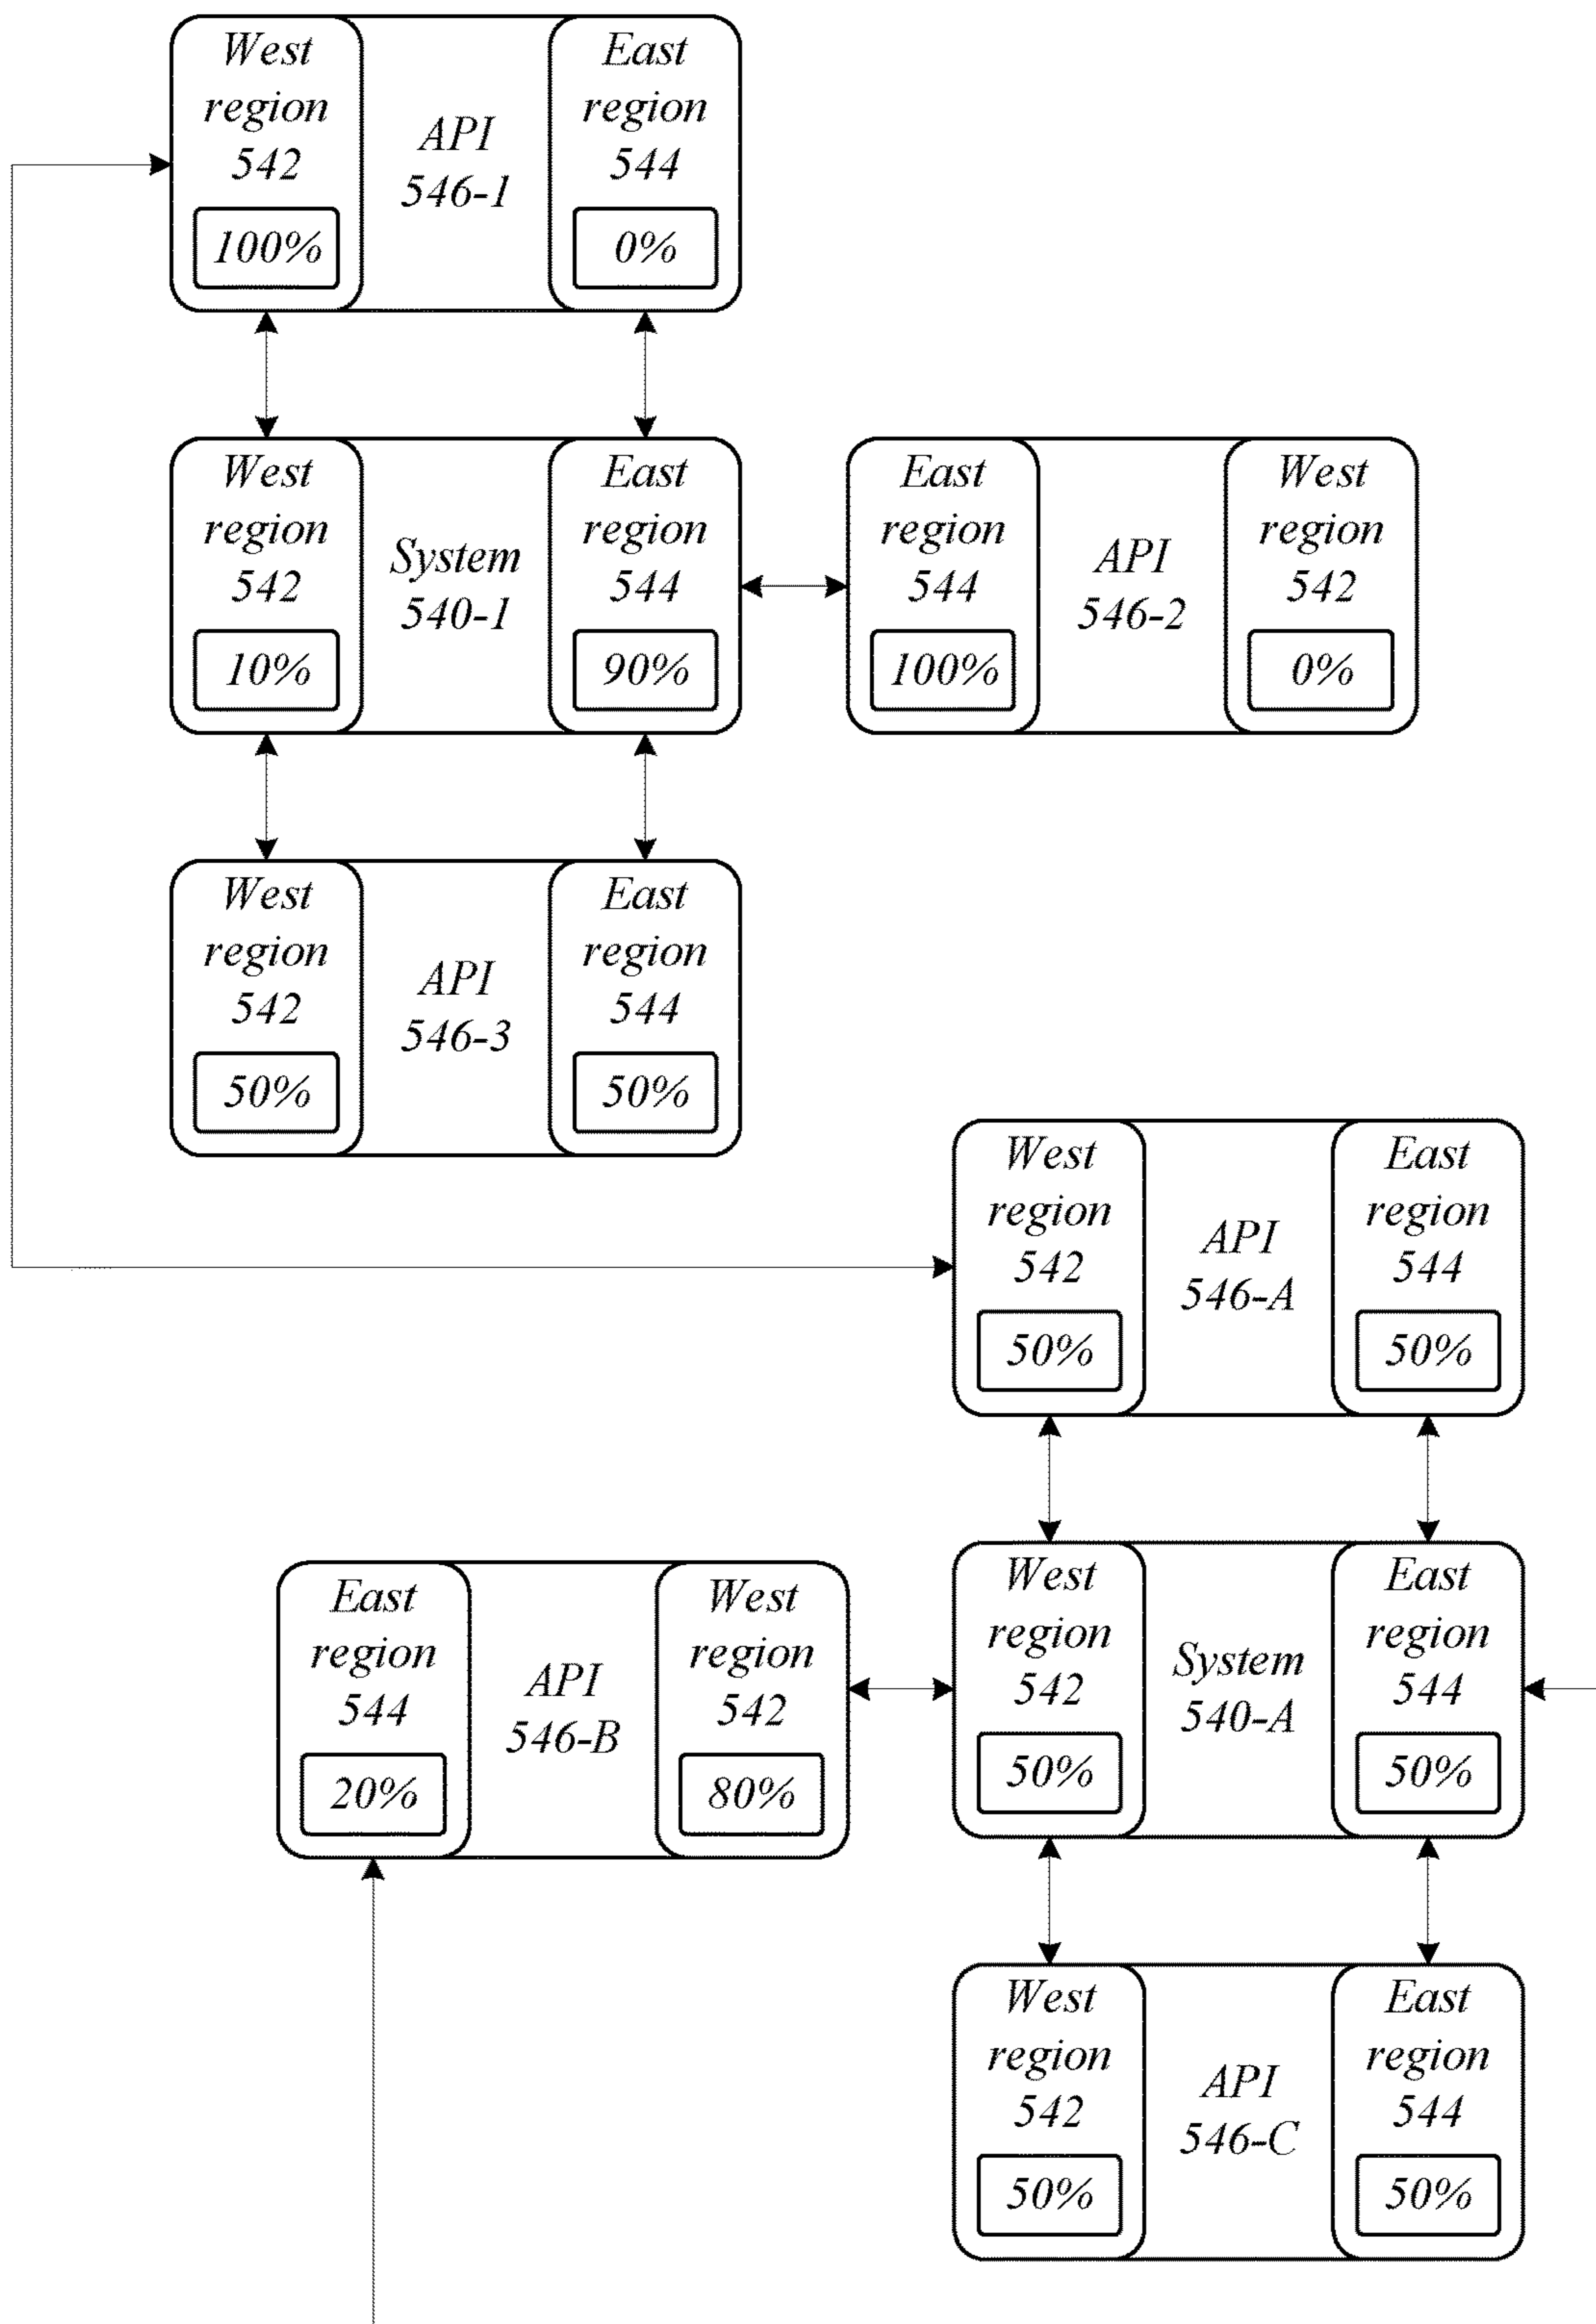 West
region
542
100%
API
546-1
East
region
544
0%
West
region
542
10%
System
540-1
East
region
544
90%
East
region
544
100%
API
546-2
West
region
542
0%
West
region
542
50%
API
546-3
East
region
544
50%
West
region
542
50%
API
546-A
East
region
544
50%
East
region
544
20%
API
546-B
West
region
542
80%
West
region
542
50%
System
540-A
East
region
544
50%
West
region
542
50%
API
546-C
East
region
544
50%